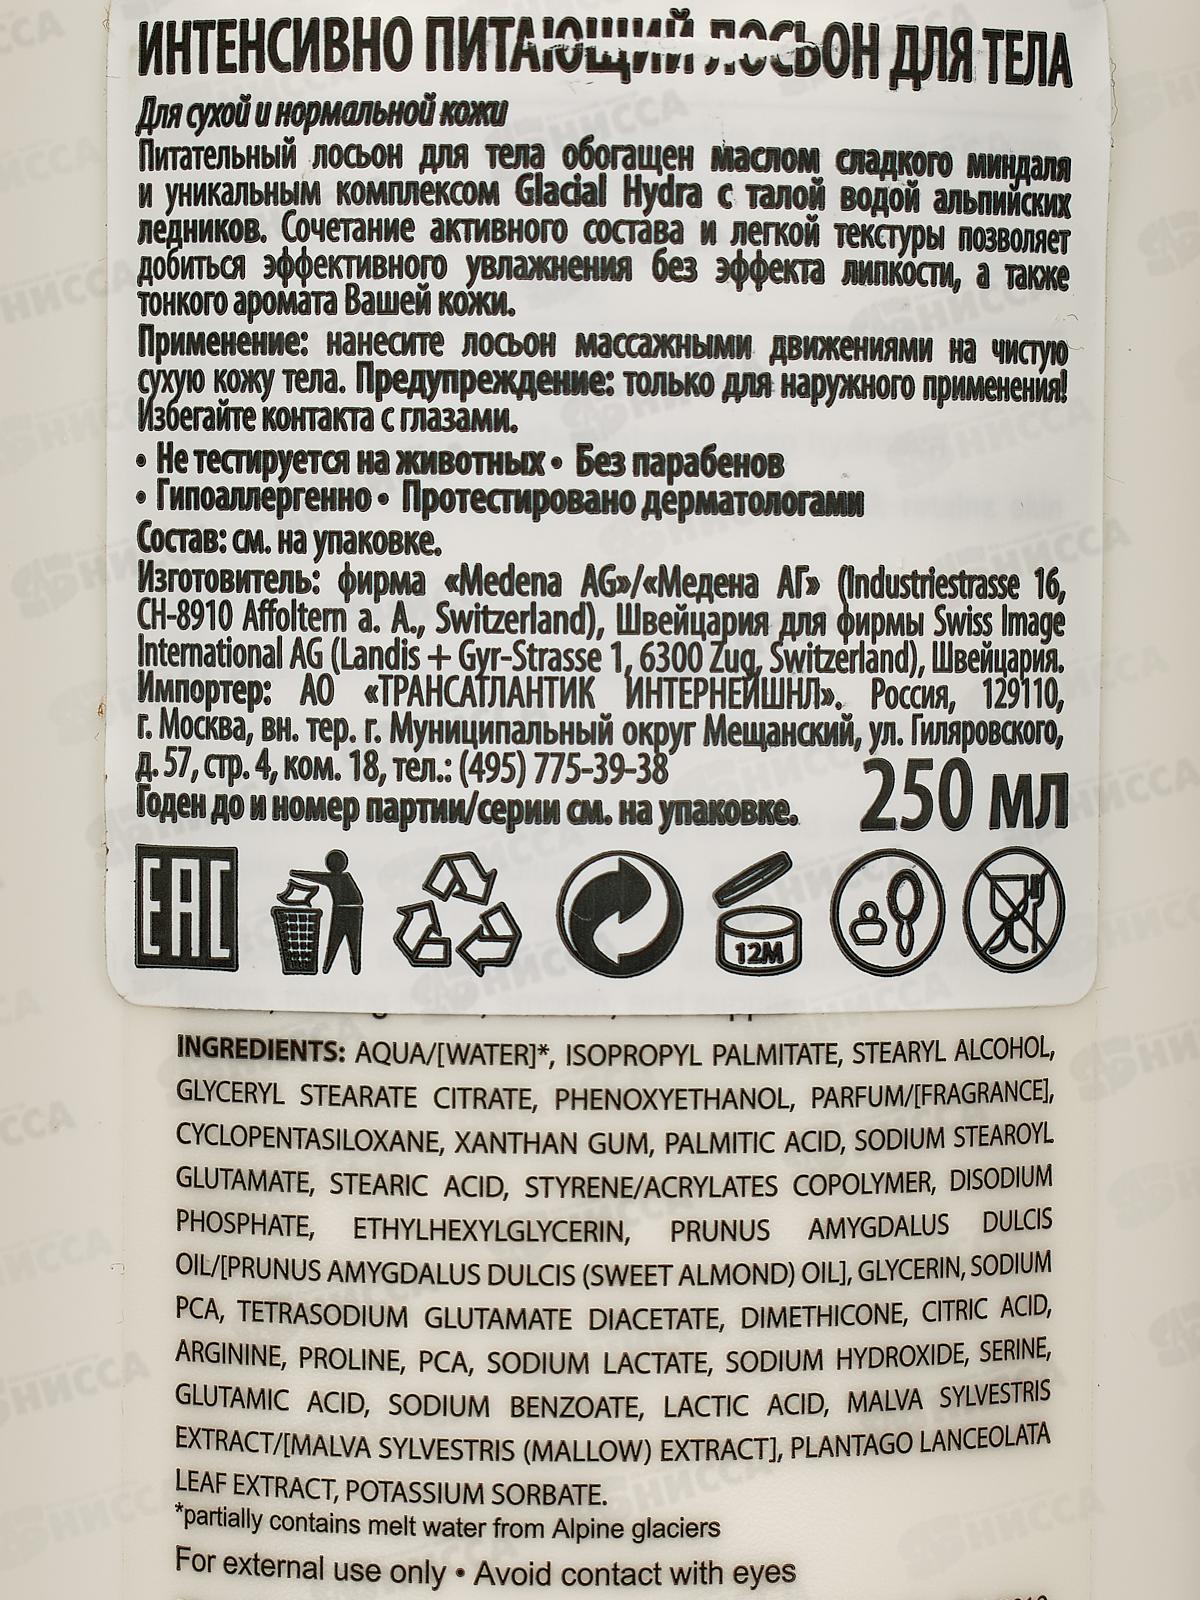 ИНТЕНСИВНО ПИТАЮЩИЙ ЛОСЬОН ДЛЯ ТЕЛА
Для сухой и нормальной кожи
Питательный лосьон для тела обогащен маслом сладкого миндаля
и уникальным комплексом Glacial Hydra с талой водой альпийских
ледников. Сочетание активного состава и легкой текстуры позволяет
добиться эффективного увлажнения без эффекта липкости, а также
тонкого аромата Вашей кожи.
Применение: нанесите лосьон массажными движениями на чистую
сухую кожу тела. Предупреждение: только для наружного применения!
Избегайте контакта с глазами.
• Не тестируется на животных • Без парабенов
• Гипоаллергенно • Протестировано дерматологами
Состав: см. на упаковке.
Изготовитель: фирма «Medena AG»/«Медена АГ» (Industriestrasse 16,
CH-8910 Affoltern a. A., Switzerland), Швейцария для фирмы Swiss Image
International AG (Landis + Gyr-Strasse 1, 6300 Zug, Switzerland), Швейцария.
Импортер: АО «ТРАНСАТЛАНТИК ИНТЕРНЕЙШНЛ». Россия, 129110,
г. Москва, вн. тер. г. Муниципальный округ Мещанский, ул. Гиляровского,
д. 57, стр. 4, ком. 18, тел.: (495) 775-39-38
Годен до и номер партии/серии см. на упаковке. 250 мл
EAC 12M
INGREDIENTS: AQUA/[WATER]*, ISOPROPYL PALMITATE, STEARYL ALCOHOL,
GLYCERYL STEARATE CITRATE, PHENOXYETHANOL, PARFUM/[FRAGRANCE],
CYCLOPENTASILOXANE, XANTHAN GUM, PALMITIC ACID, SODIUM STEAROYL
GLUTAMATE, STEARIC ACID, STYRENE/ACRYLATES COPOLYMER, DISODIUM
PHOSPHATE, ETHYLHEXYLGLYCERIN, PRUNUS AMYGDALUS DULCIS
OIL/[PRUNUS AMYGDALUS DULCIS (SWEET ALMOND) OIL], GLYCERIN, SODIUM
PCA, TETRASODIUM GLUTAMATE DIACETATE, DIMETHICONE, CITRIC ACID,
ARGININE, PROLINE, PCA, SODIUM LACTATE, SODIUM HYDROXIDE, SERINE,
GLUTAMIC ACID, SODIUM BENZOATE, LACTIC ACID, MALVA SYLVESTRIS
EXTRACT/[MALVA SYLVESTRIS (MALLOW) EXTRACT], PLANTAGO LANCEOLATA
LEAF EXTRACT, POTASSIUM SORBATE.
*partially contains melt water from Alpine glaciers
For external use only • Avoid contact with eyes